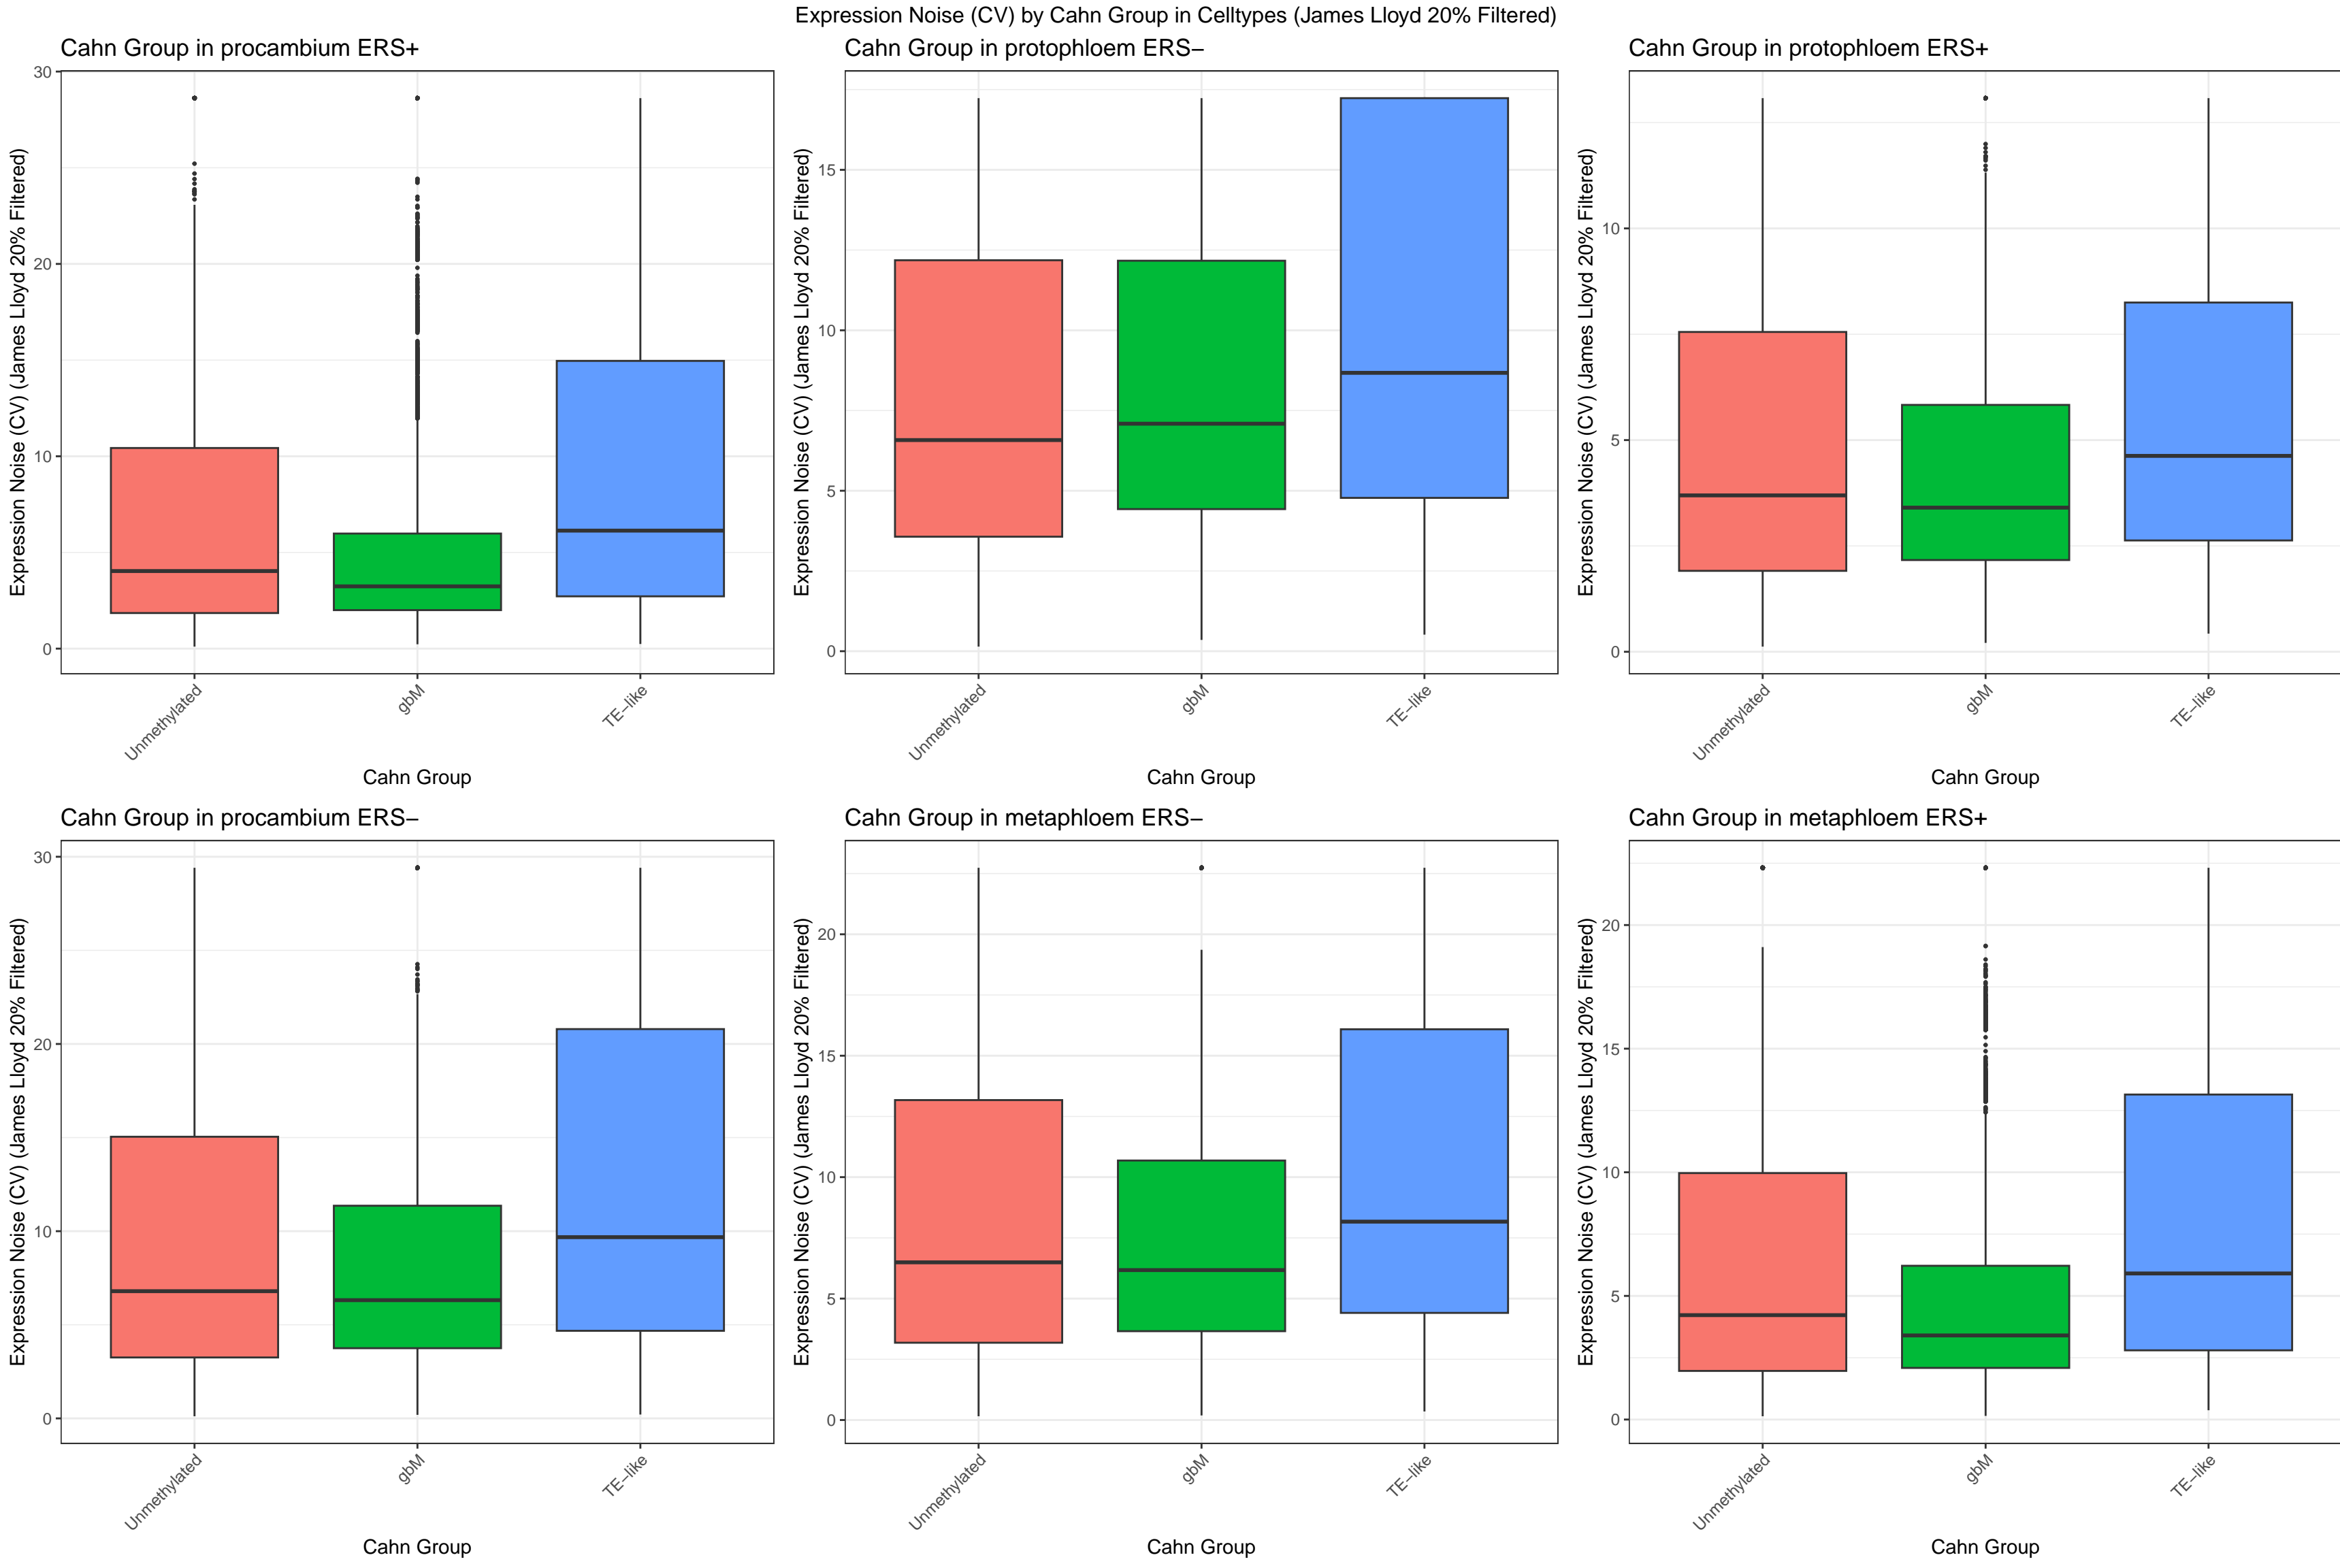 Expression Noise (CV) by Cahn Group in Celltypes (James Lloyd 20% Filtered)
Cahn Group in procambium ERS+
Expression Noise (CV) (James Lloyd 20% Filtered)
30
20
10
0
Unmethylated
gbM
TE−like
Cahn Group
Cahn Group in protophloem ERS−
Expression Noise (CV) (James Lloyd 20% Filtered)
15
10
5
0
Unmethylated
gbM
TE−like
Cahn Group
Cahn Group in protophloem ERS+
Expression Noise (CV) (James Lloyd 20% Filtered)
10
5
0
Unmethylated
gbM
TE−like
Cahn Group
Cahn Group in procambium ERS−
Expression Noise (CV) (James Lloyd 20% Filtered)
30
20
10
0
Unmethylated
gbM
TE−like
Cahn Group
Cahn Group in metaphloem ERS−
Expression Noise (CV) (James Lloyd 20% Filtered)
20
15
10
5
0
Unmethylated
gbM
TE−like
Cahn Group
Cahn Group in metaphloem ERS+
Expression Noise (CV) (James Lloyd 20% Filtered)
20
15
10
5
0
Unmethylated
gbM
TE−like
Cahn Group